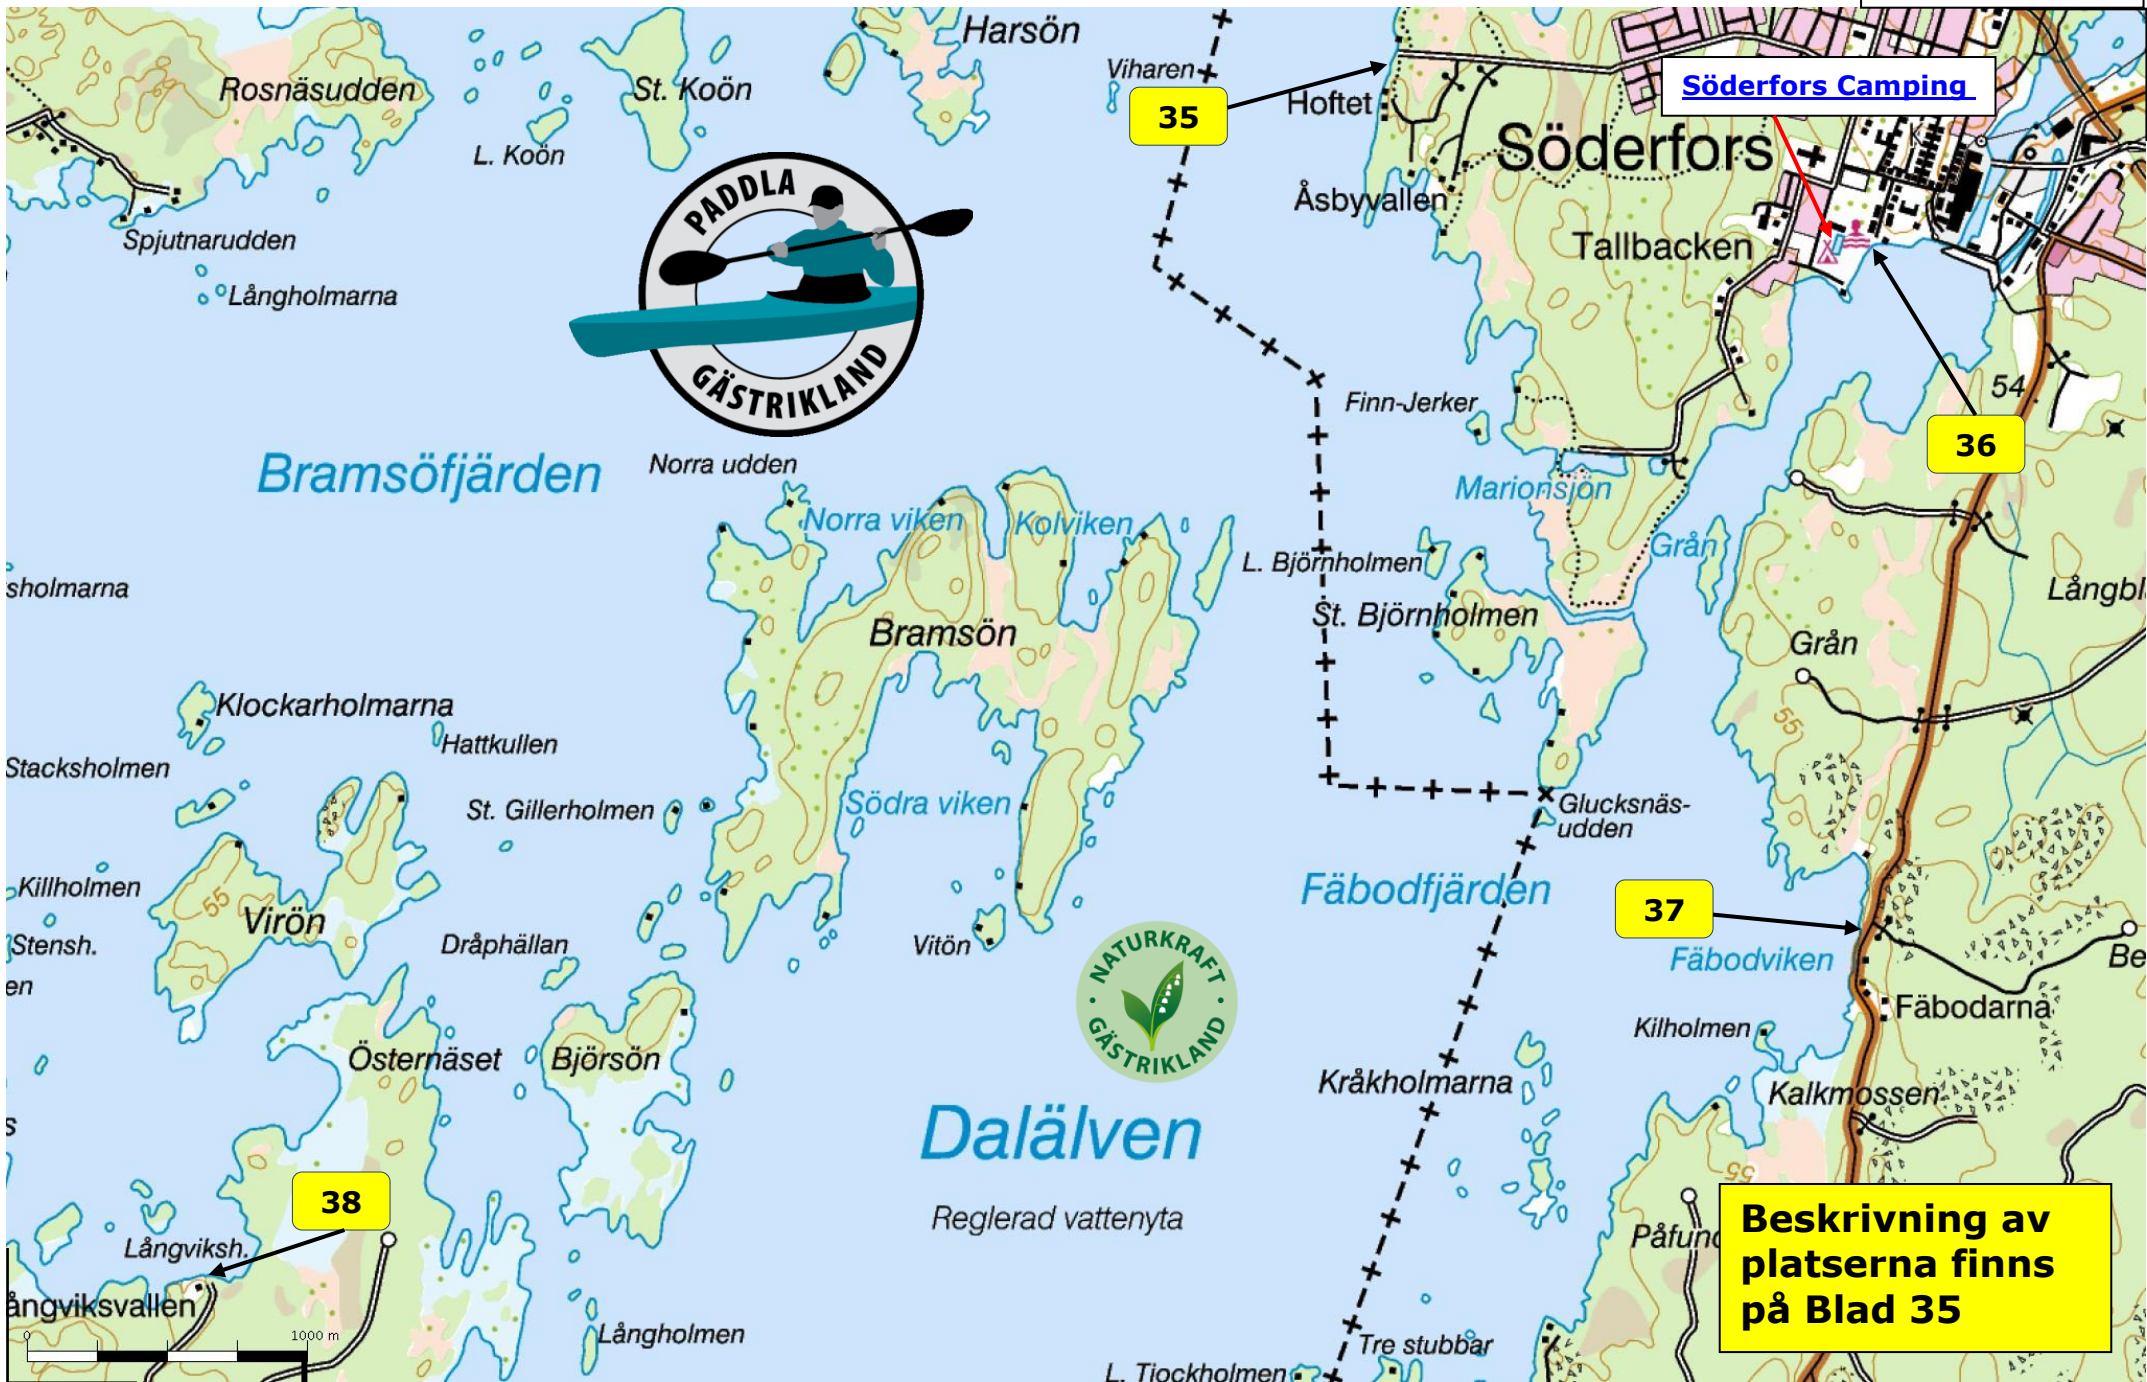 Harsön
Viharen
Rosnäsudden
St. Koön
Söderfors Camping
35
Hoftet
L. Koön
Söderfors
PADDLA
GÄSTRIKLAND
Åsbyvallen
Spjutnarudden
Tallbacken
Långholmarna
Finn-Jerker
54
36
Bramsöfjärden
Norra udden
Marionsjön
Norra viken
Kolviken
Grån
L. Björnholmen
sholmarna
Långbl
St. Björnholmen
Bramsön
Grån
Klockarholmarna
55
Hattkullen
Stacksholmen
St. Gillerholmen
Södra viken
Glucksnäs-
udden
Killholmen
55
Fäbodfjärden
37
Virön
Stensh.
Dråphällan
Vitön
NATURKRAFT
GÄSTRIKLAND
Fäbodviken
Be
en
Fäbodarna
Kilholmen
Östernäset
Björsön
Kråkholmarna
Kalkmossen
s
Dalälven
55
38
Reglerad vattenyta
Långviksh.
Påfund
Beskrivning av
platserna finns
på Blad 35
ångviksvallen
0
1000 m
Långholmen
Tre stubbar
L. Tjockholmen